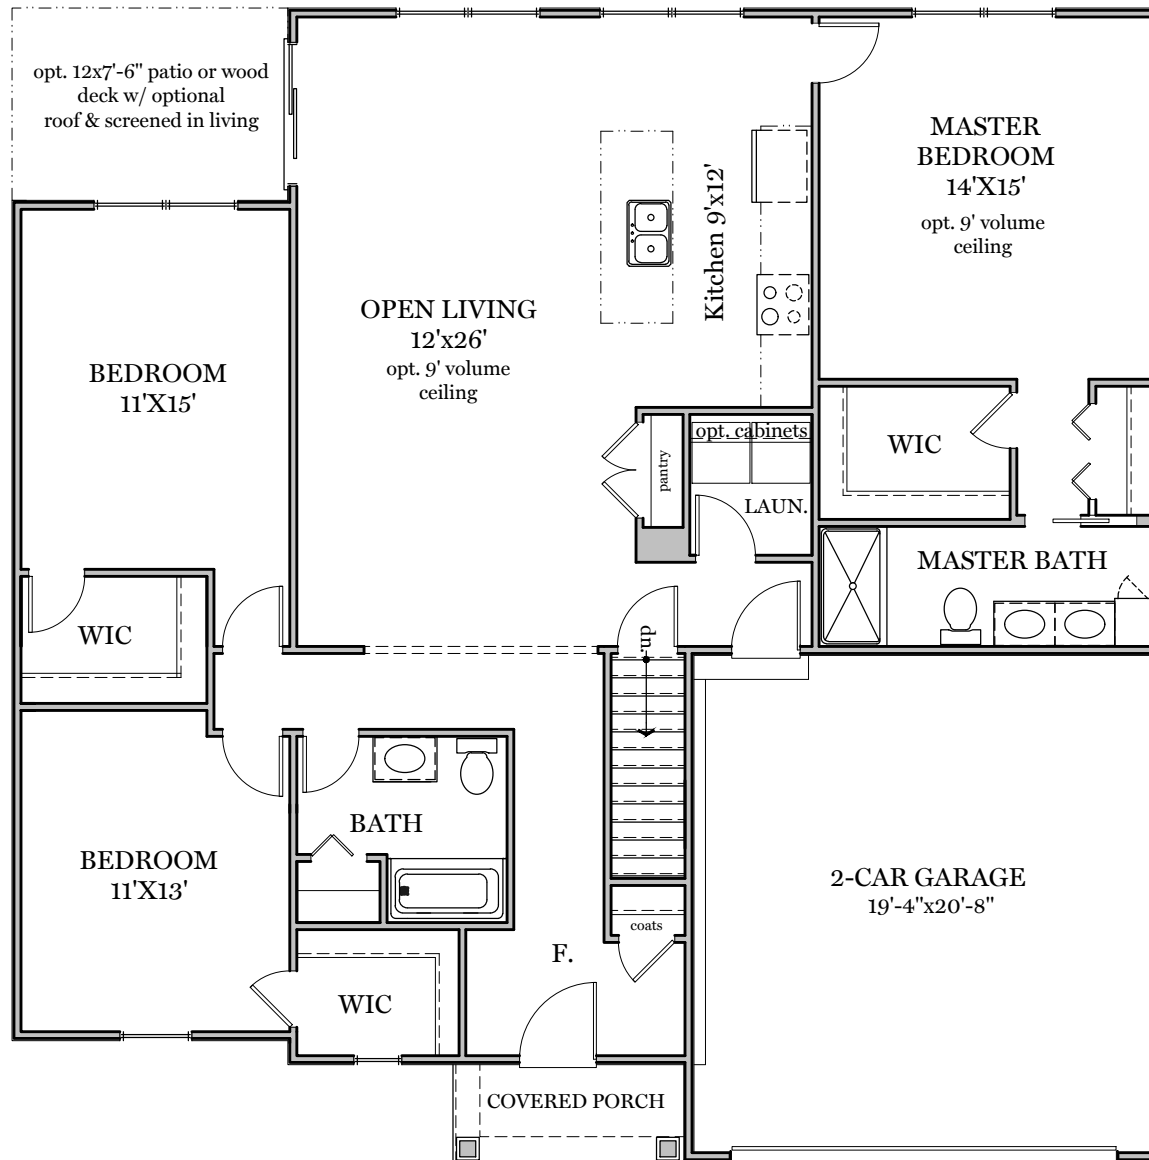 opt. 12x7'-6" patio or wood
deck w/ optional
roof & screened in living
MASTER
BEDROOM
14'X15'
opt. 9' volume
ceiling
Kitchen 9'x12'
OPEN LIVING
12'x26'
opt. 9' volume
ceiling
BEDROOM
11'X15'
opt. cabinets
WIC
pantry
LAUN.
MASTER BATH
WIC
dn.
BATH
BEDROOM
11'X13'
2-CAR GARAGE
19'-4"x20'-8"
coats
F.
WIC
COVERED PORCH